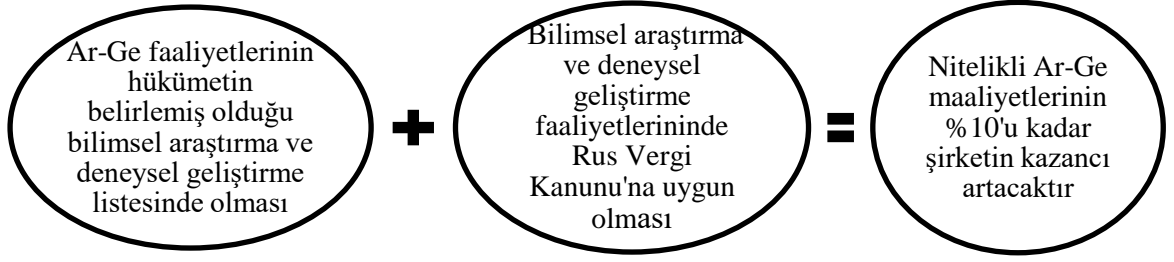 Ar-Ge faaliyetlerinin
hükümetin
belirlemiş olduğu
bilimsel araştırma ve
deneysel geliştirme
listesinde olması
+
Bilimsel araştırma
ve deneysel
geliştirme
faaliyetlerininde
Rus Vergi
Kanunu'na uygun
olması
=
Nitelikli Ar-Ge
maaliyetlerinin
%10'u kadar
şirketin kazancı
artacaktır